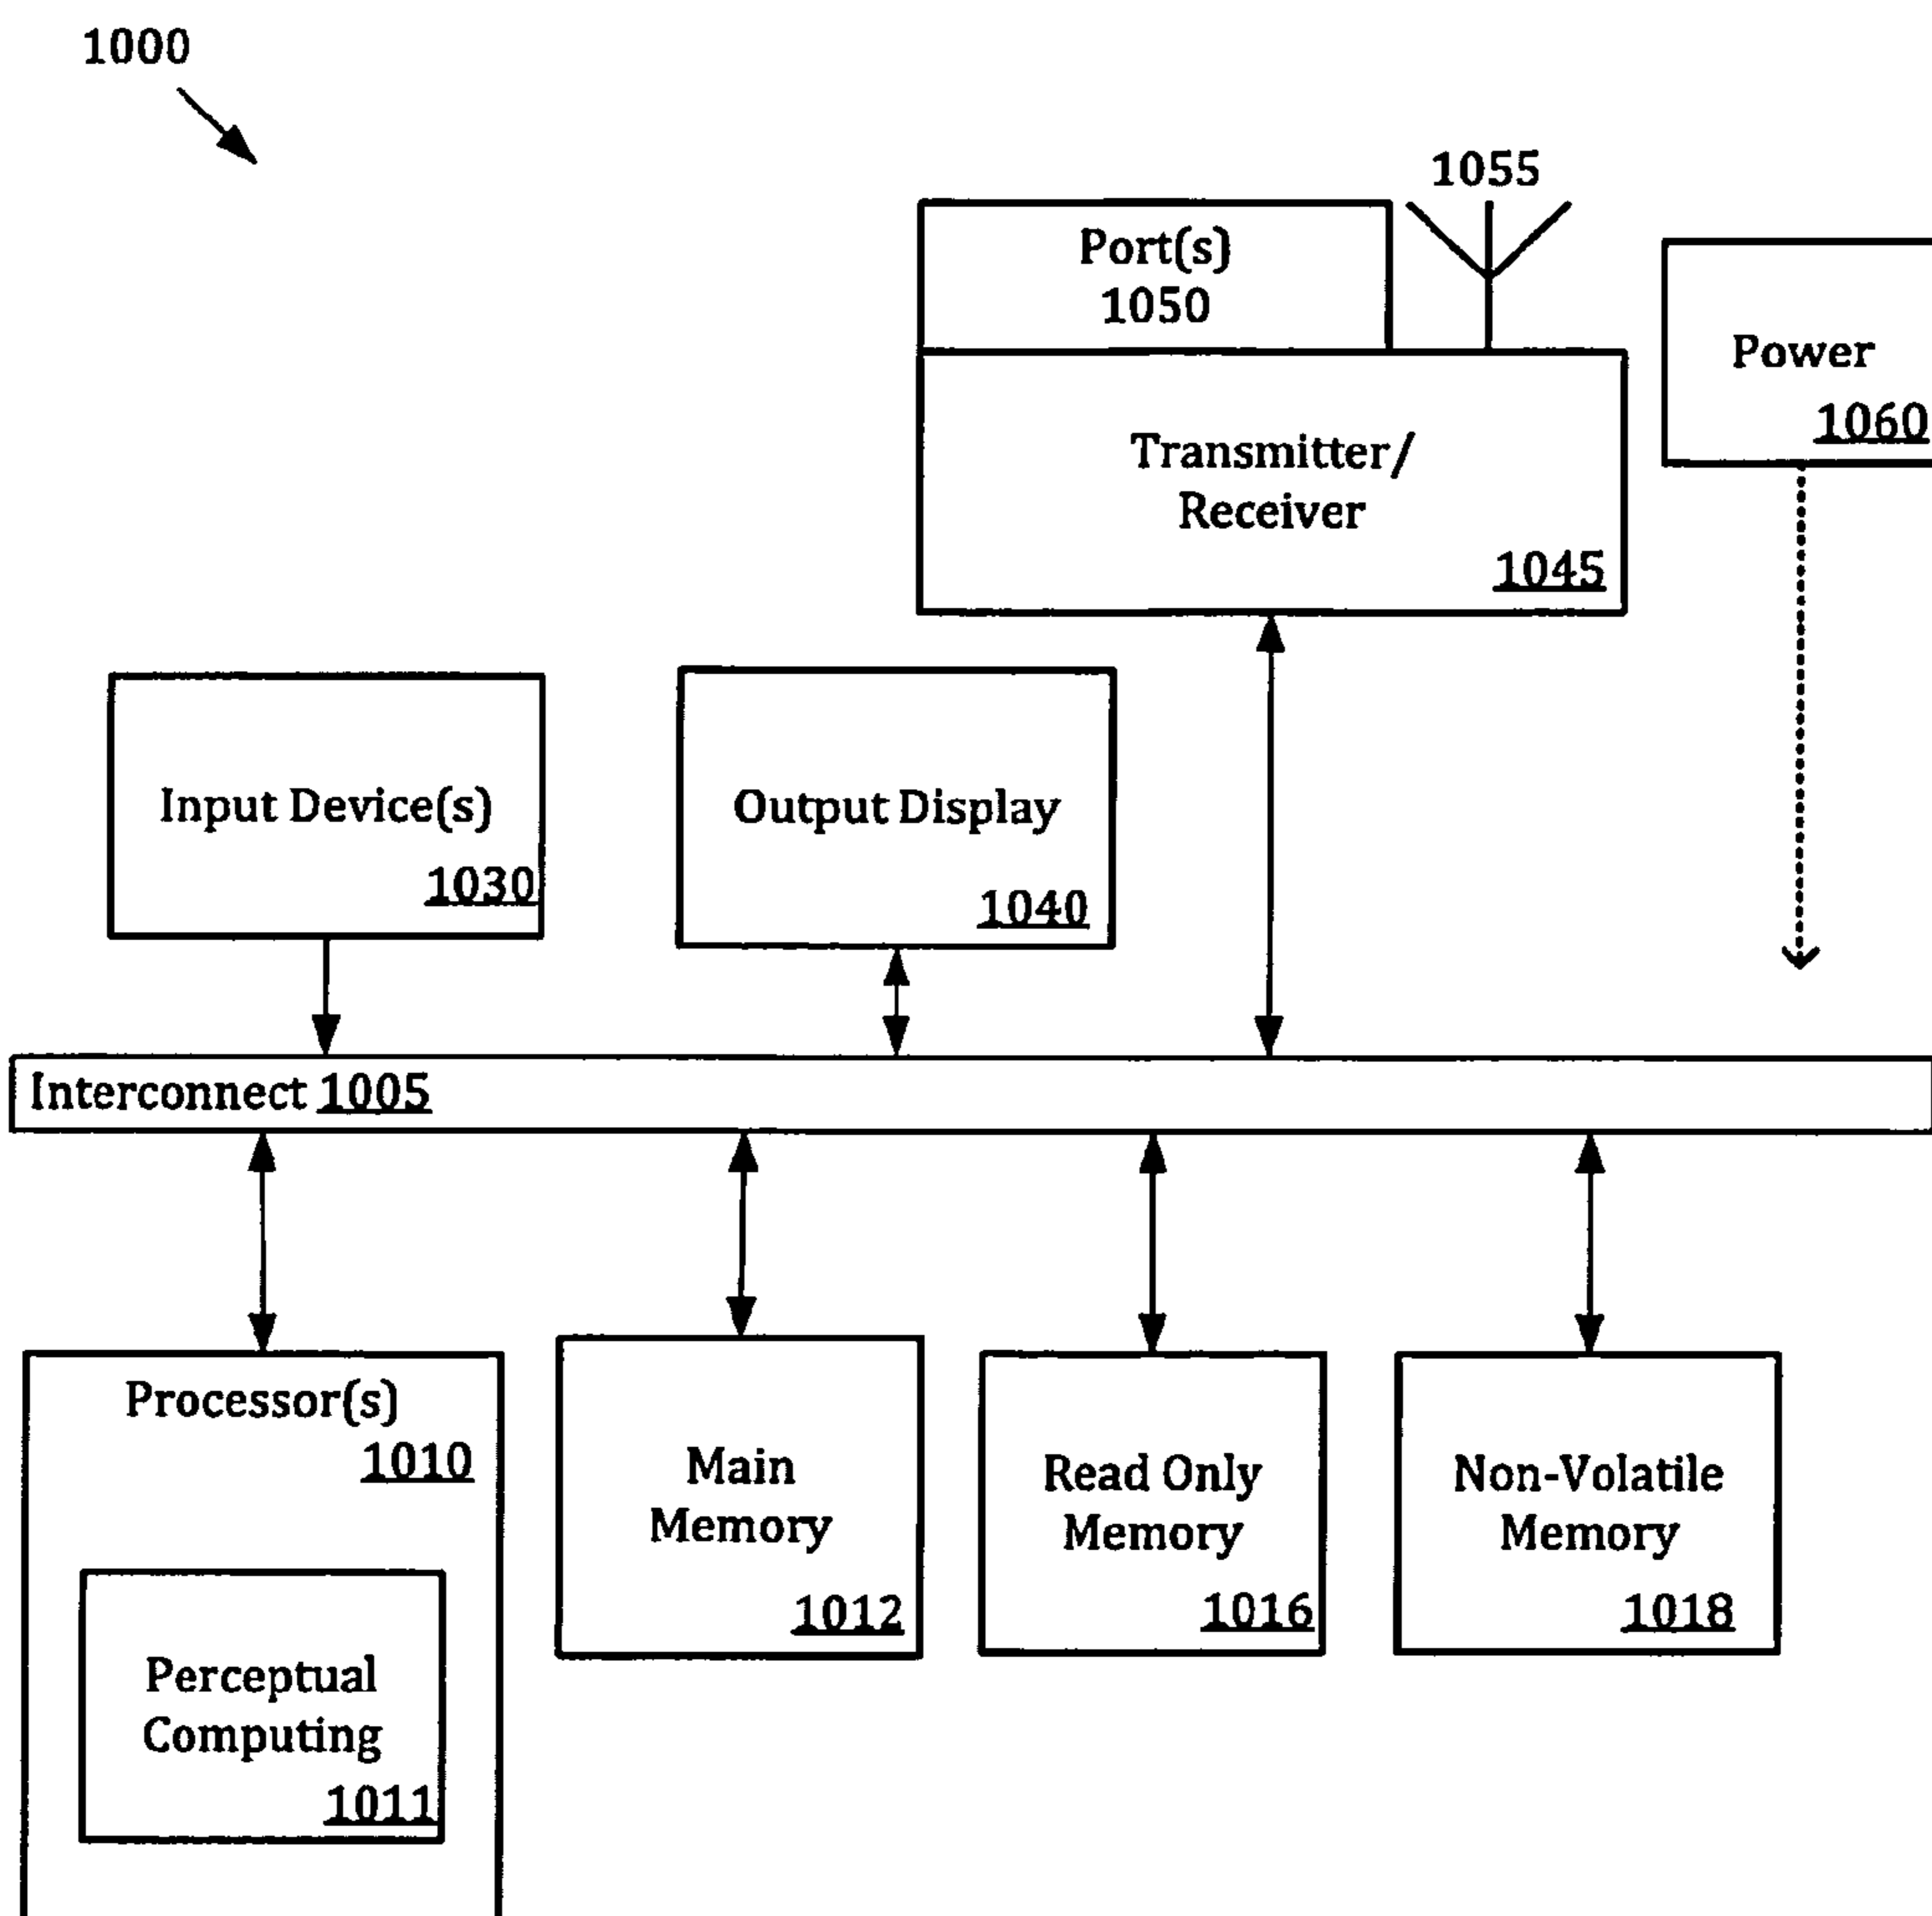 1000
1055
Port(s)
1050
Power
1060
Transmitter/
Receiver
1045
Input Device(s)
1030
Output Display
1040
Interconnect 1005
Processor(s)
1010
Perceptual
Computing
1011
Main
Memory
1012
Read Only
Memory
1016
Non-Volatile
Memory
1018